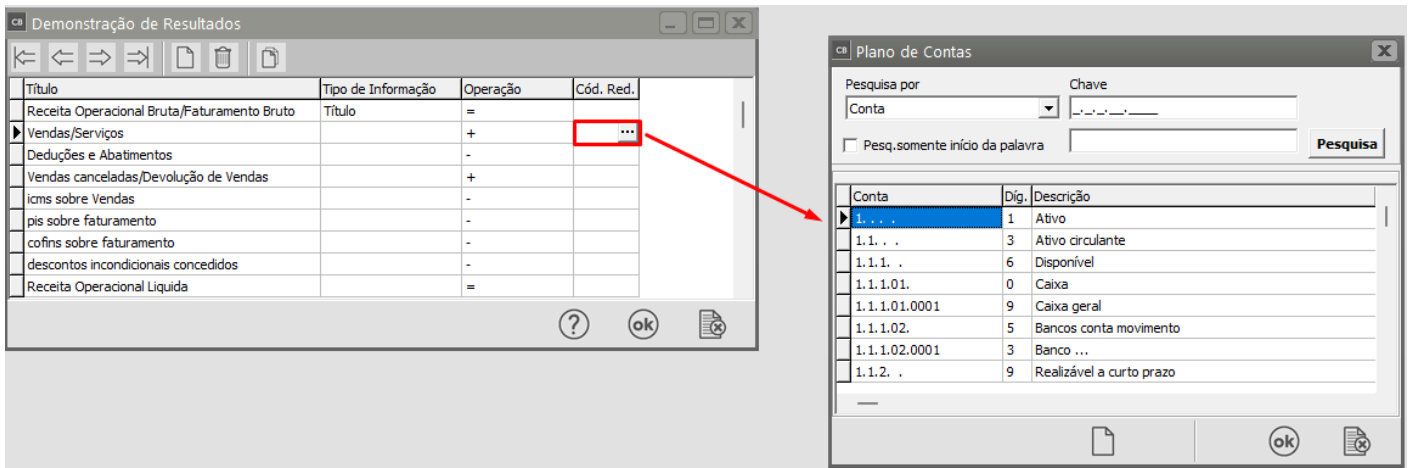 CB Demonstração de Resultados
Título Tipo de Informação Operação Cód. Red.
Receita Operacional Bruta/Faturamento Bruto Título =
Vendas/Serviços + ...
Deduções e Abatimentos -
Vendas canceladas/Devolução de Vendas +
icms sobre Vendas -
pis sobre faturamento -
cofins sobre faturamento -
descontos incondicionais concedidos -
Receita Operacional Liquida =
? ok
CB Plano de Contas X
Pesquisa por Chave
Conta _._._.__.____
Pesq.somente início da palavra Pesquisa
Conta Díg. Descrição
1. . . . 1 Ativo
1.1. . . 3 Ativo circulante
1.1.1. . 6 Disponível
1.1.1.01. 0 Caixa
1.1.1.01.0001 9 Caixa geral
1.1.1.02. 5 Bancos conta movimento
1.1.1.02.0001 3 Banco ...
1.1.2. . 9 Realizável a curto prazo
ok